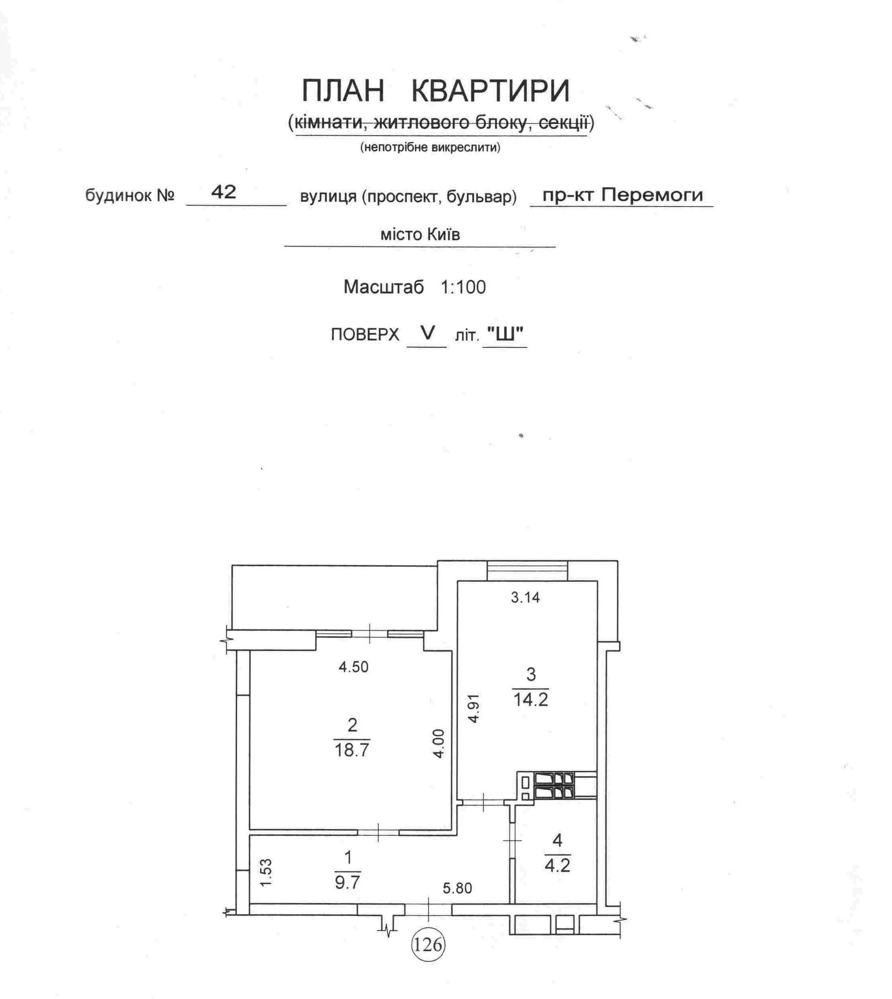 ПЛАН КВАРТИРИ
(кімнати, житлового блоку, секції)
(непотрібне викреслити)
будинок № 42 вулиця (проспект, бульвар) пр-кт Перемоги
місто Київ
Масштаб 1:100
ПОВЕРХ V літ. "Ш"
3.14
4.50
3
14.2
4.91
2
18.7
4.00
4
4.2
1
9.7
1.53
5.80
126